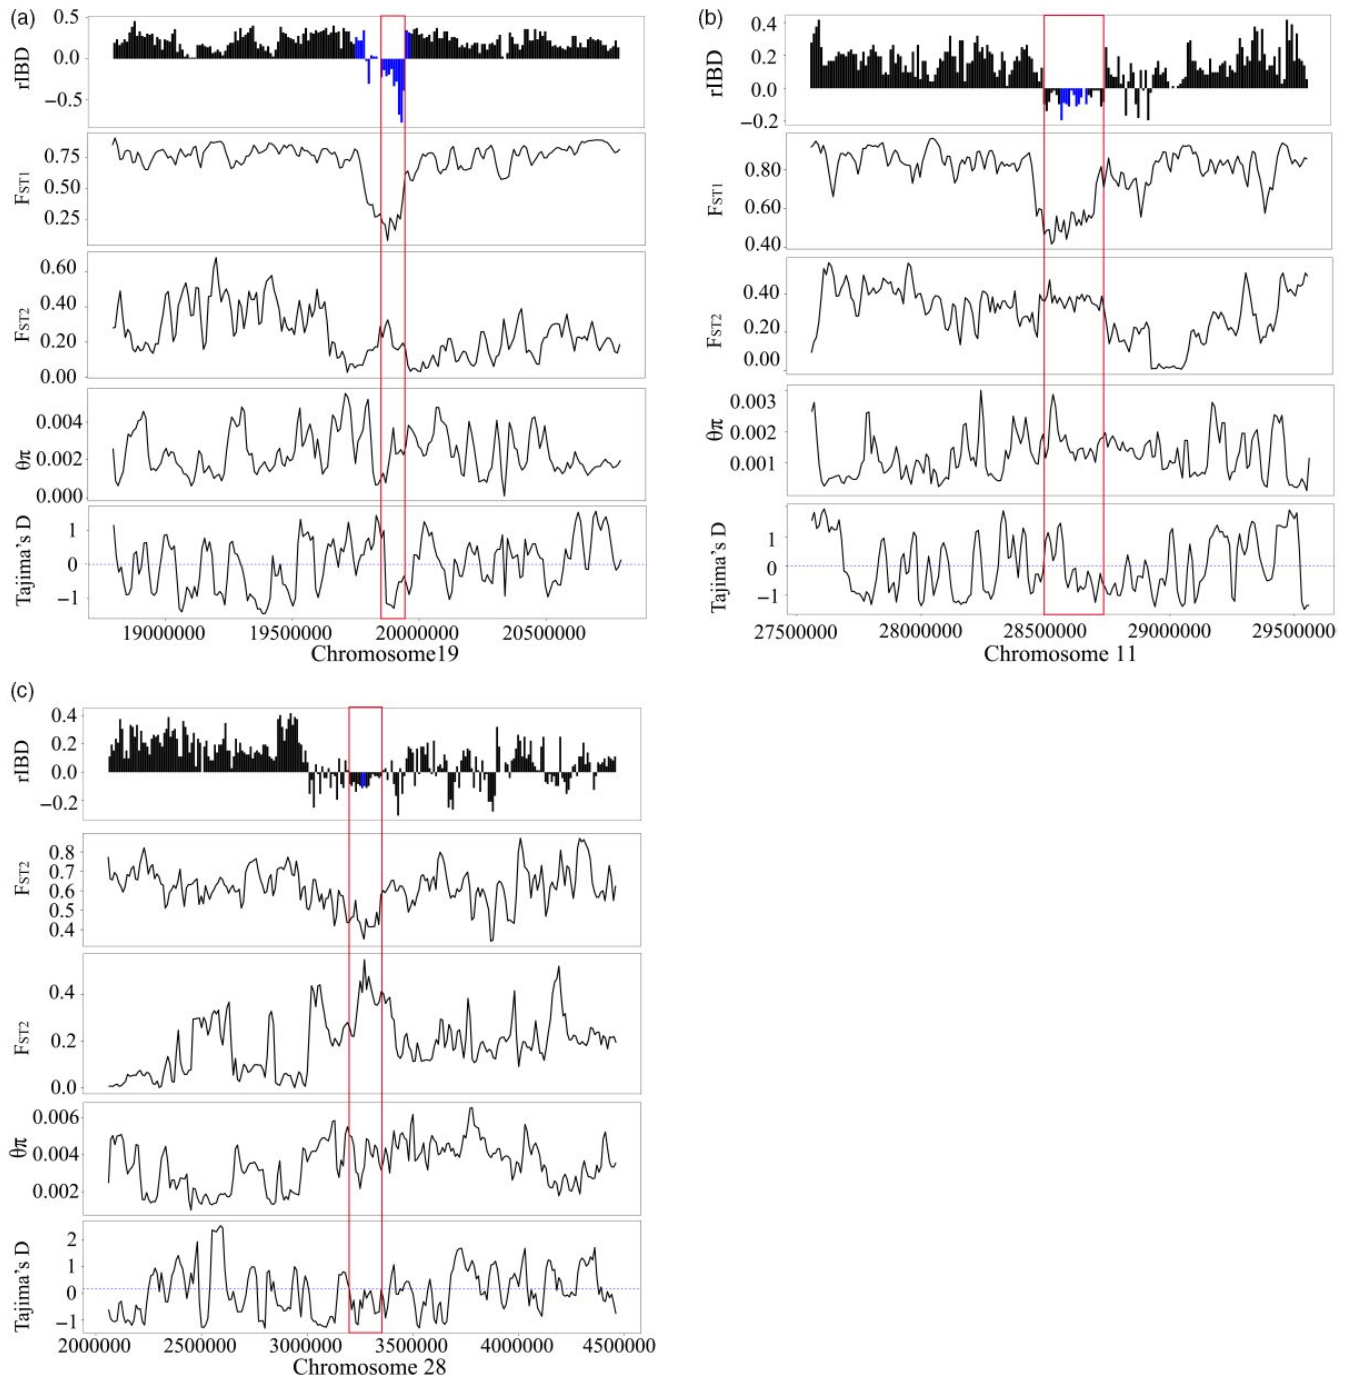 (a)
rIBD
0.5
0.0
−0.5
FST1
0.75
0.50
0.25
FST2
0.60
0.40
0.20
0.00
θπ
0.004
0.002
0.000
Tajima's D
1
0
−1
19000000 19500000 20000000 20500000
Chromosome19
(b)
rIBD
0.4
0.2
0.0
−0.2
FST1
0.80
0.60
0.40
FST2
0.40
0.20
0.00
θπ
0.003
0.002
0.001
Tajima's D
1
0
−1
27500000 28000000 28500000 29000000 29500000
Chromosome 11
(c)
rIBD
0.4
0.2
0.0
−0.2
FST2
0.8
0.7
0.6
0.5
0.4
FST2
0.4
0.2
0.0
θπ
0.006
0.004
0.002
Tajima's D
2
1
0
−1
2000000 2500000 3000000 3500000 4000000 4500000
Chromosome 28